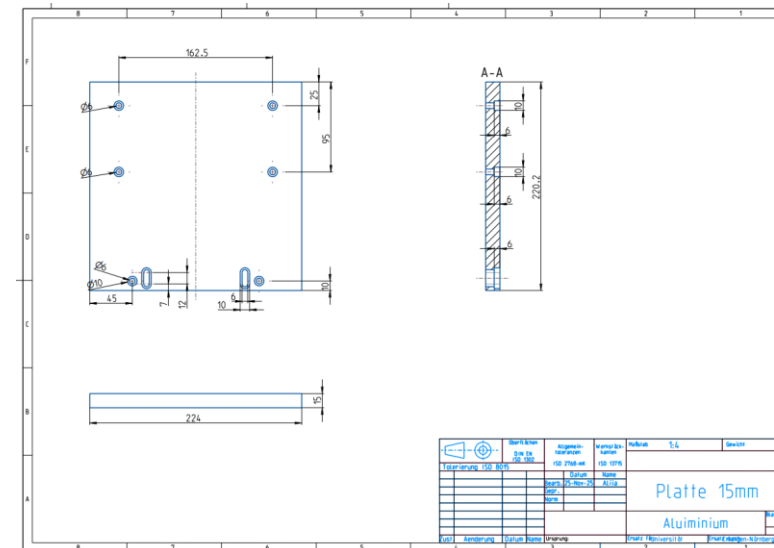 8 7 6 5 4 3 2 1
F
E
D
C
B
A
162.5
25
95
Ø6
Ø6
Ø6
Ø10
45
7
12
6
10
10
A-A
10
6
10
6
6
220.2
15
224
Oberflächen
DIN EN
ISO 1302
Allgemein-
toleranzen
ISO 2768-mK
Werkstück-
kanten
ISO 13715
Maßstab 1:4 Gewicht
Tolerierung ISO 8015
Datum Name
Bearb. 25-Nov-25
Gepr.
Norm
Platte 15mm
Aluiminium
Zust Aenderung Datum Name Ursprung